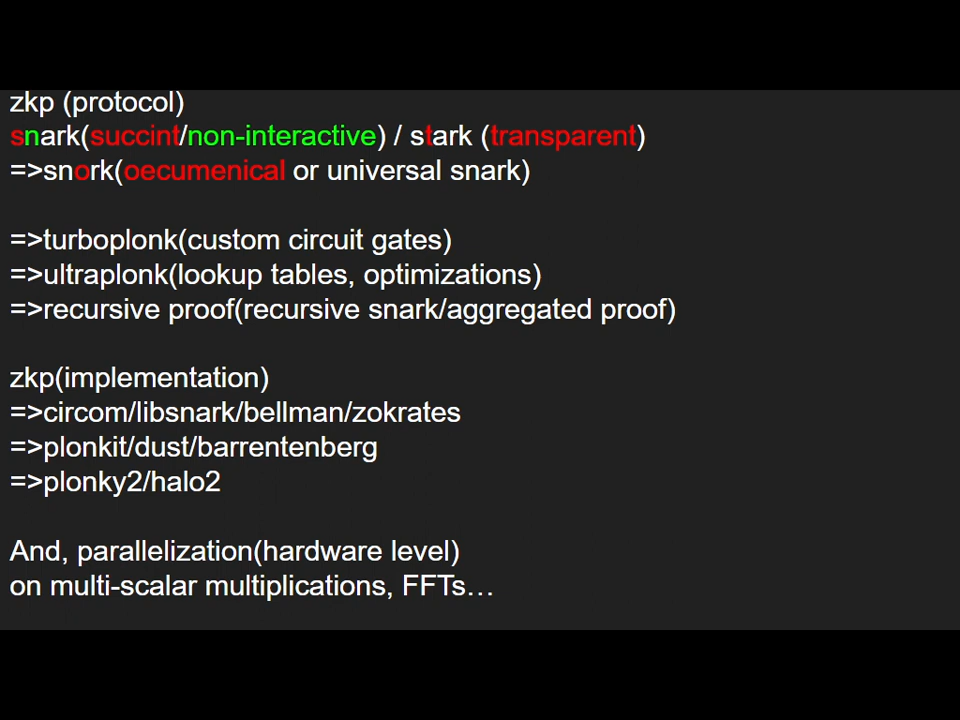 zkp (protocol)
snark(succint/non-interactive) / stark (transparent)
=>snork(oecumenical or universal snark)
=>turboplonk(custom circuit gates)
=>ultraplonk(lookup tables, optimizations)
=>recursive proof(recursive snark/aggregated proof)
zkp(implementation)
=>circom/libsnark/bellman/zokrates
=>plonkit/dust/barrentenberg
=>plonky2/halo2
And, parallelization(hardware level)
on multi-scalar multiplications, FFTs…